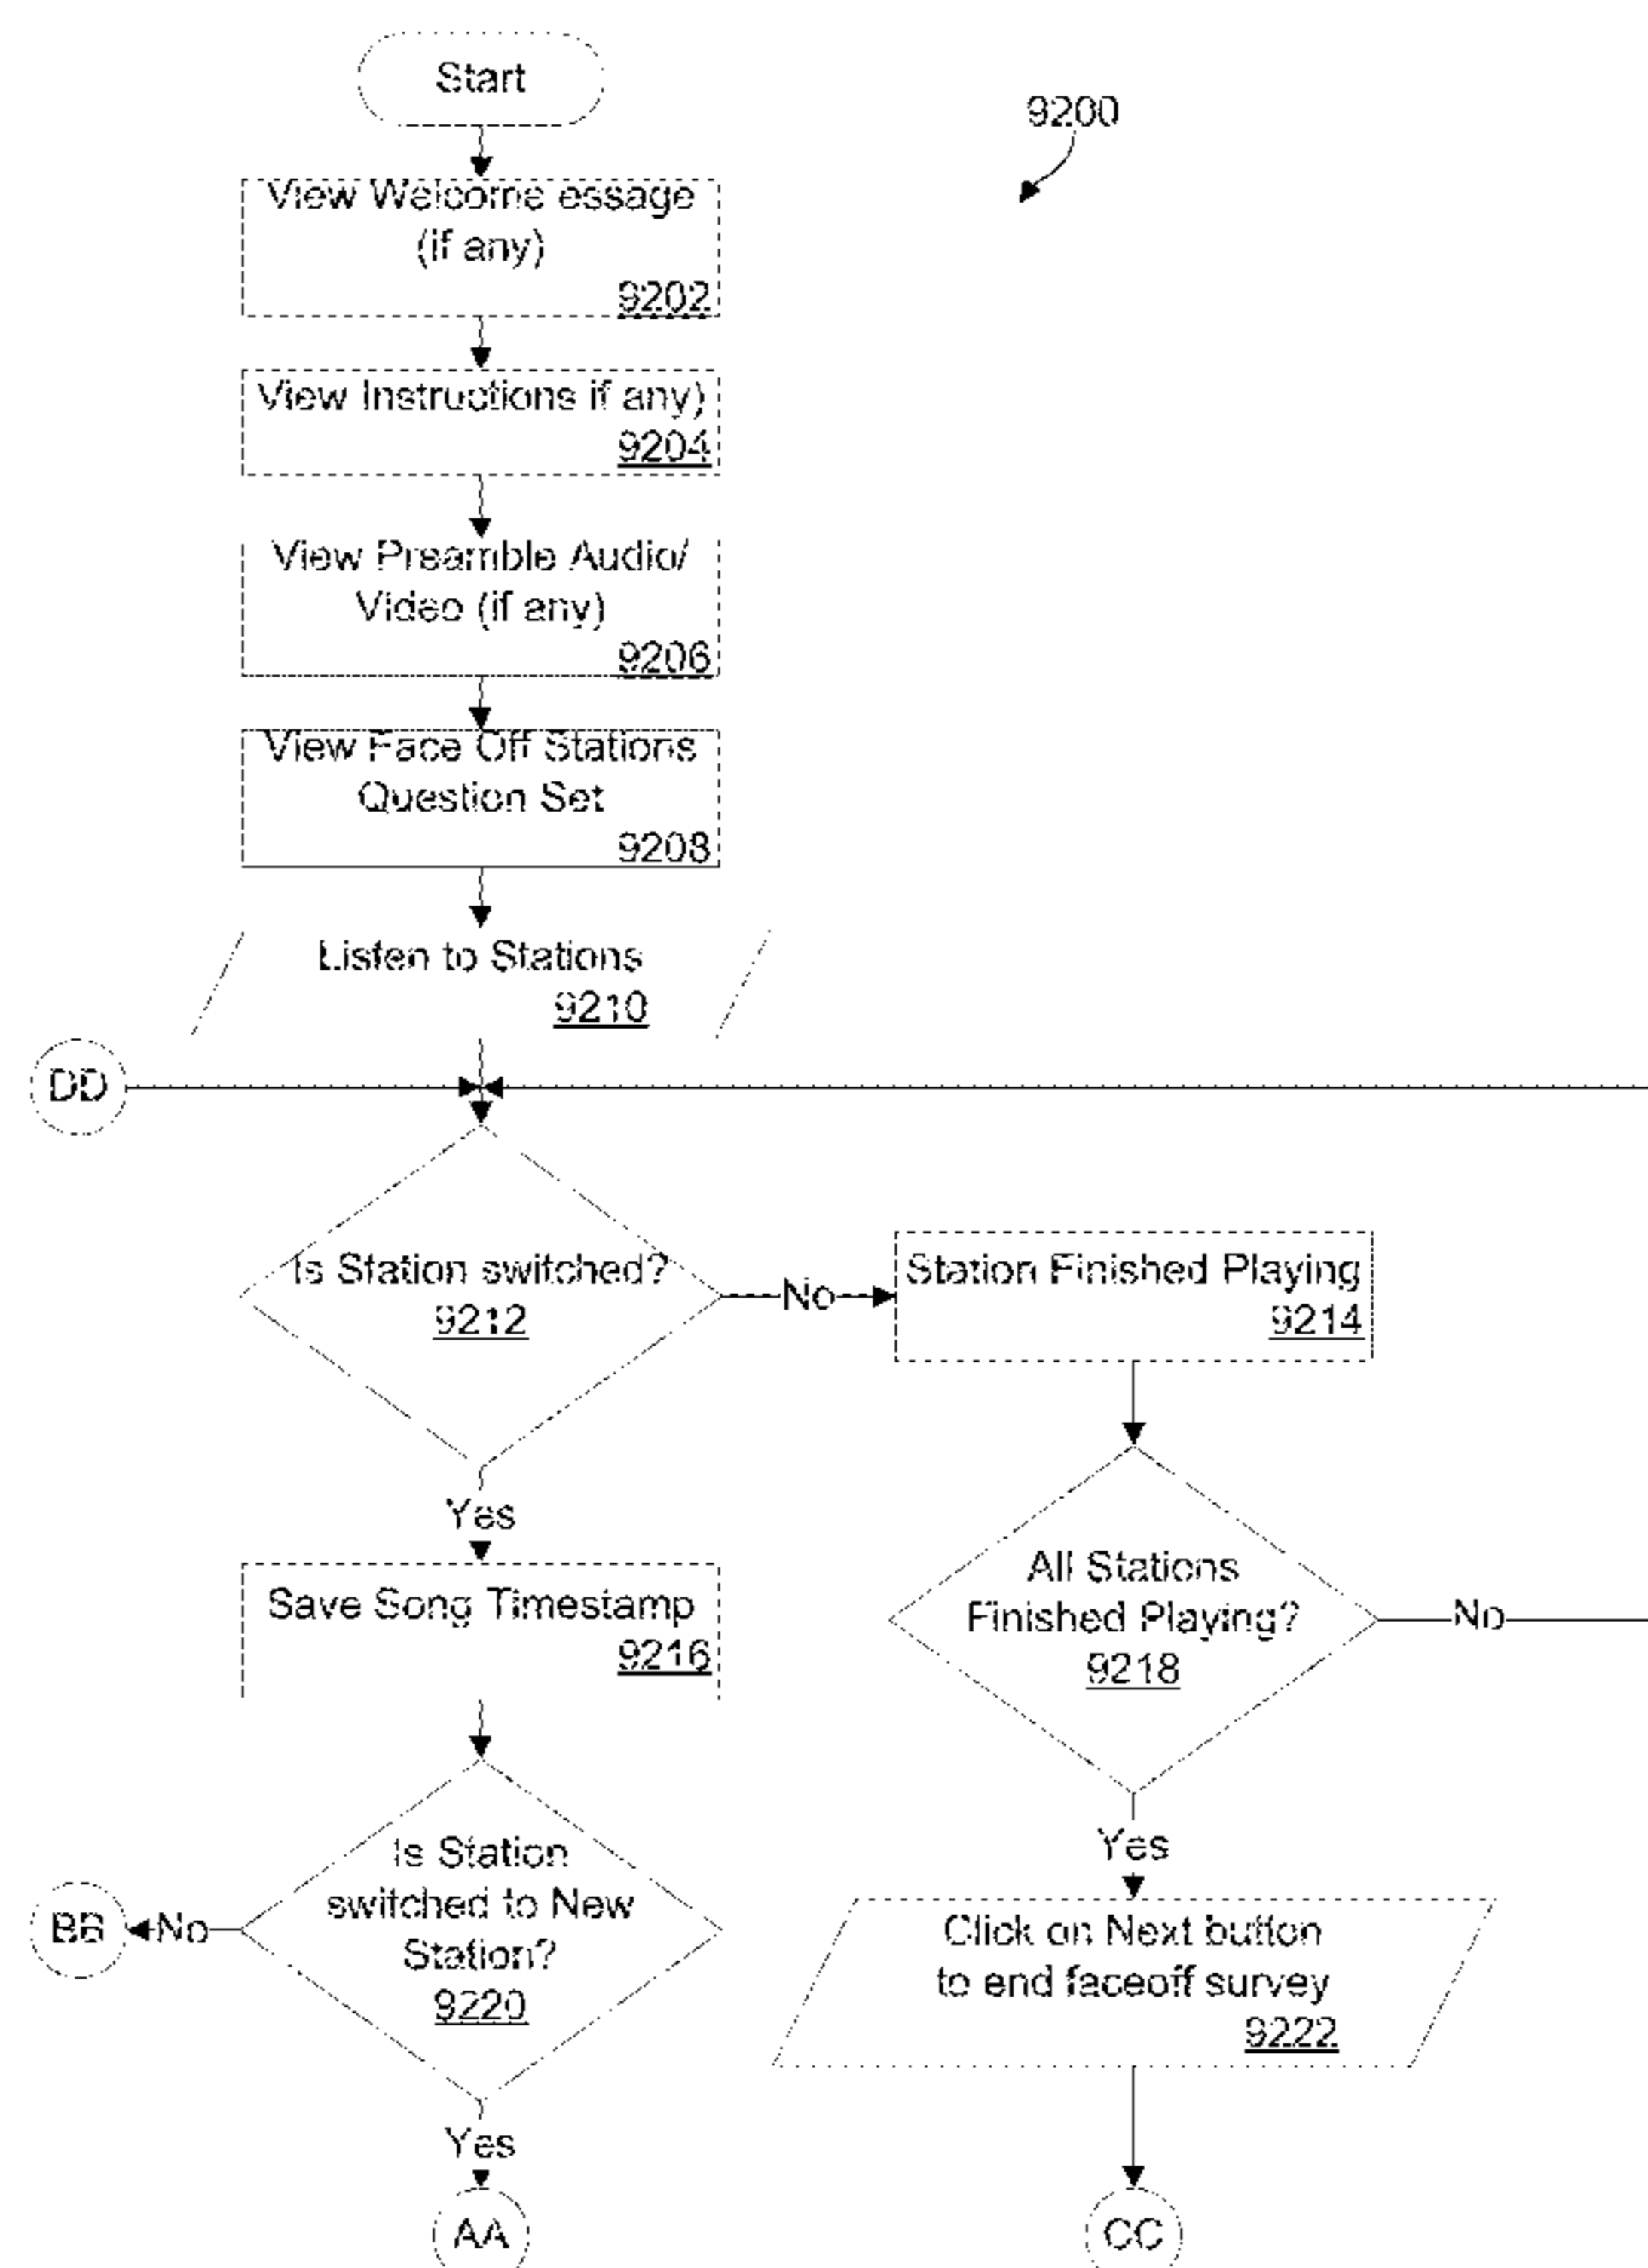 Start
9200
View Welcome essage
(if any)
9202
View Instructions if any)
9204
View Preamble Audio/
Video (if any)
9206
View Face Off Stations
Question Set
9208
Listen to Stations
9210
DD
Is Station switched?
9212
No
Station Finished Playing
9214
Yes
Save Song Timestamp
9216
All Stations
Finished Playing?
9218
No
Is Station
switched to New
Station?
9220
No
BB
Yes
Click on Next button
to end faceoff survey
9222
Yes
AA
CC